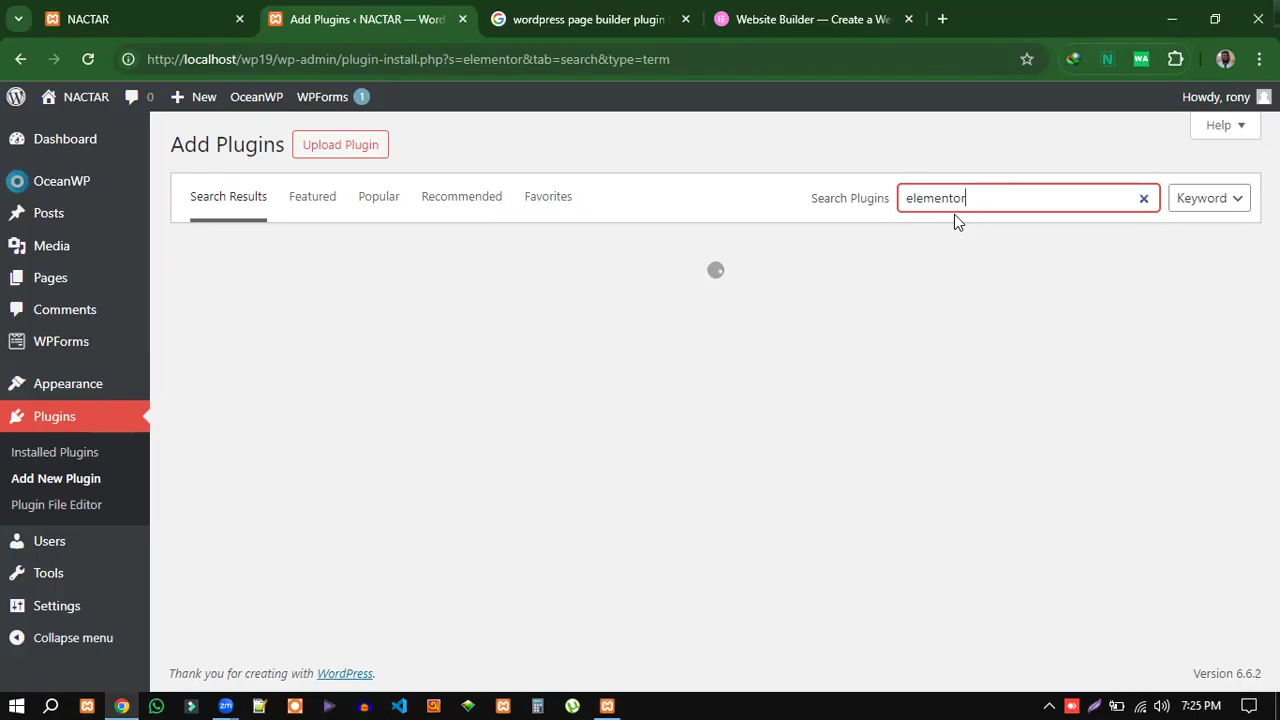 NACTAR
Add Plugins ‹ NACTAR — Word
wordpress page builder plugin
Website Builder — Create a We
http://localhost/wp19/wp-admin/plugin-install.php?s=elementor&tab=search&type=term
N
WA
NACTAR
0
New
OceanWP
WPForms 1
Howdy, rony
Help
Dashboard
OceanWP
Posts
Media
Pages
Comments
WPForms
Appearance
Plugins
Installed Plugins
Add New Plugin
Plugin File Editor
Users
Tools
Settings
Collapse menu
Add Plugins
Upload Plugin
Search Results
Featured
Popular
Recommended
Favorites
Search Plugins
elementor
Keyword
Thank you for creating with WordPress.
Version 6.6.2
zm
7:25 PM